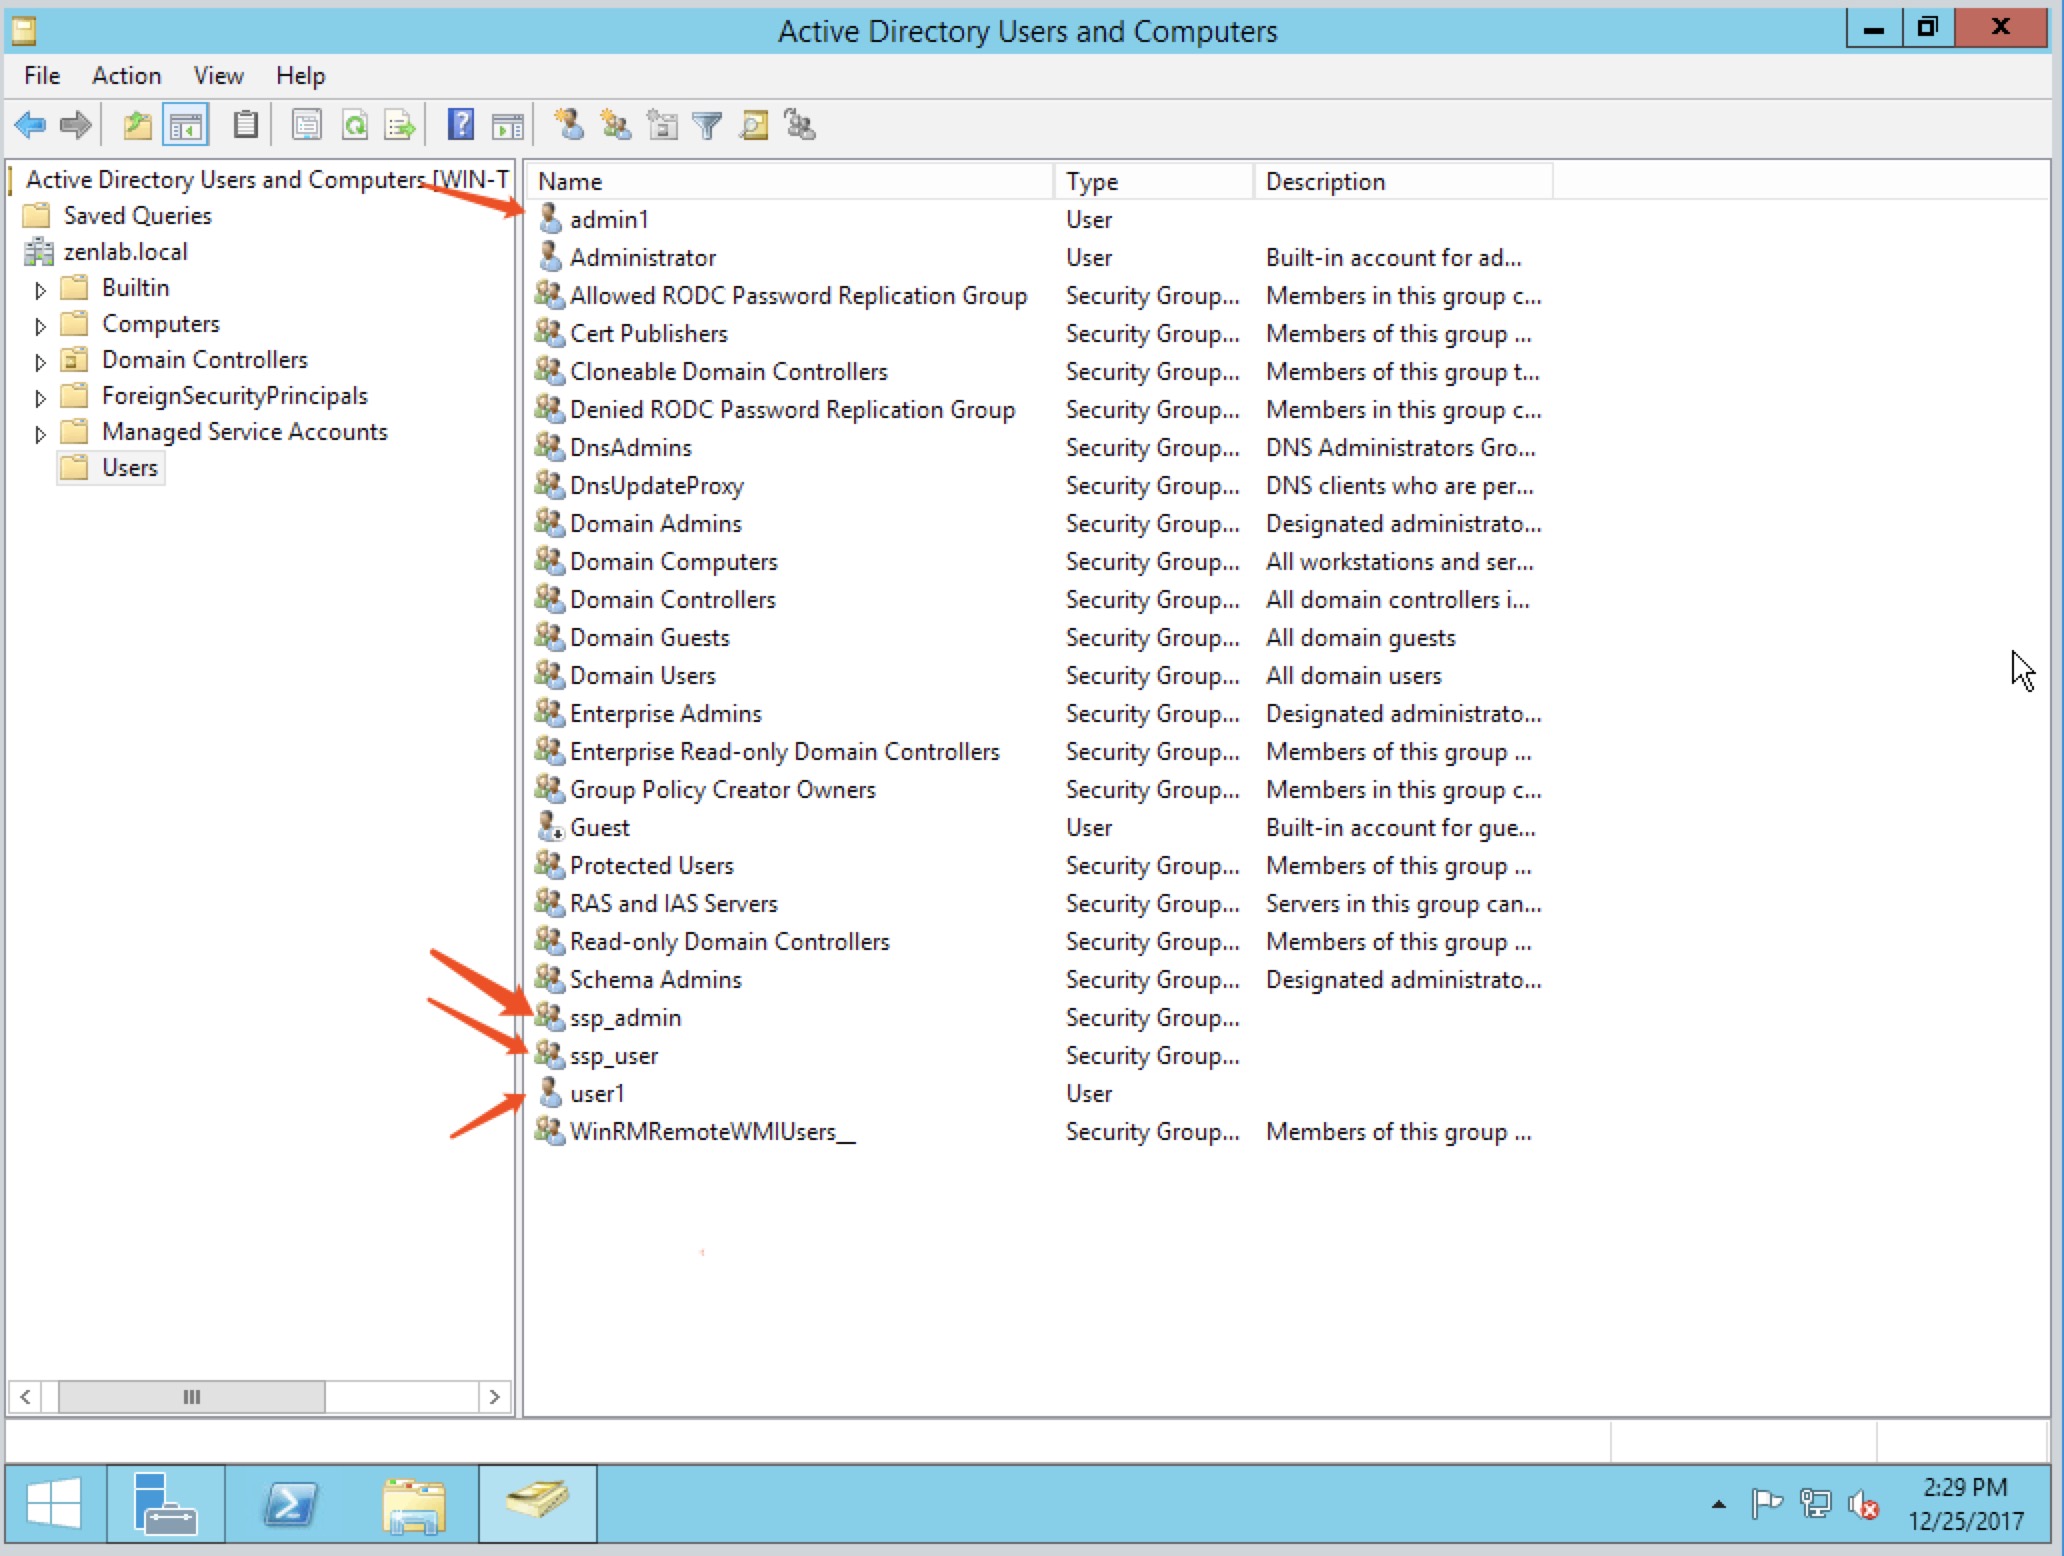 Active Directory Users and Computers
File Action View Help
Active Directory Users and Computers [WIN-T
Saved Queries
zenlab.local
Builtin
Computers
Domain Controllers
ForeignSecurityPrincipals
Managed Service Accounts
Users
Name Type Description
admin1 User
Administrator User Built-in account for ad...
Allowed RODC Password Replication Group Security Group... Members in this group c...
Cert Publishers Security Group... Members of this group ...
Cloneable Domain Controllers Security Group... Members of this group t...
Denied RODC Password Replication Group Security Group... Members in this group c...
DnsAdmins Security Group... DNS Administrators Gro...
DnsUpdateProxy Security Group... DNS clients who are per...
Domain Admins Security Group... Designated administrato...
Domain Computers Security Group... All workstations and ser...
Domain Controllers Security Group... All domain controllers i...
Domain Guests Security Group... All domain guests
Domain Users Security Group... All domain users
Enterprise Admins Security Group... Designated administrato...
Enterprise Read-only Domain Controllers Security Group... Members of this group ...
Group Policy Creator Owners Security Group... Members in this group c...
Guest User Built-in account for gue...
Protected Users Security Group... Members of this group ...
RAS and IAS Servers Security Group... Servers in this group can...
Read-only Domain Controllers Security Group... Members of this group ...
Schema Admins Security Group... Designated administrato...
ssp_admin Security Group...
ssp_user Security Group...
user1 User
WinRMRemoteWMIUsers__ Security Group... Members of this group ...
2:29 PM
12/25/2017